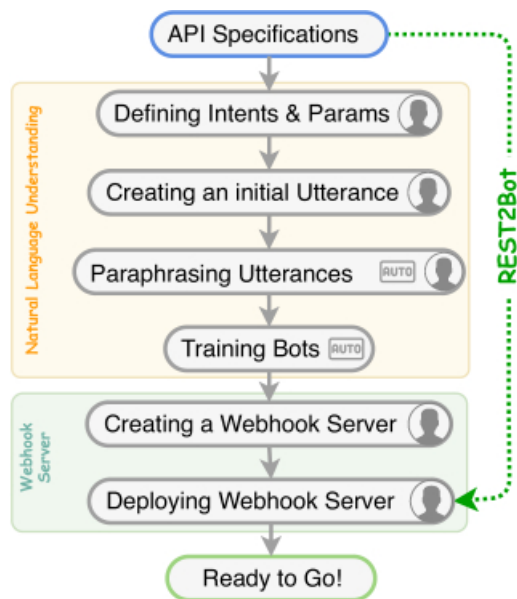 API Specifications
Defining Intents & Params
Creating an initial Utterance
Paraphrasing Utterances AUTO
Training Bots AUTO
Natural Language Understanding
Creating a Webhook Server
Deploying Webhook Server
Webhook
Server
REST2Bot
Ready to Go!